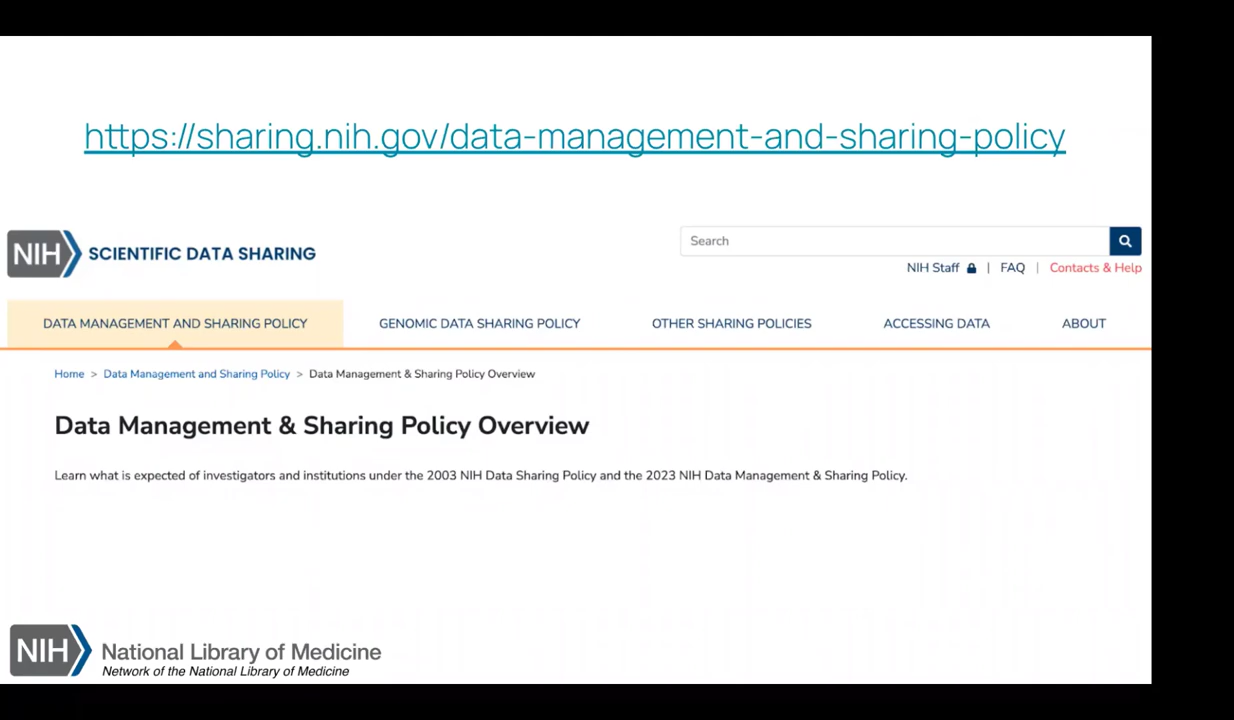 https://sharing.nih.gov/data-management-and-sharing-policy
NIH SCIENTIFIC DATA SHARING
Search
NIH Staff | FAQ | Contacts & Help
DATA MANAGEMENT AND SHARING POLICY GENOMIC DATA SHARING POLICY OTHER SHARING POLICIES ACCESSING DATA ABOUT
Home > Data Management and Sharing Policy > Data Management & Sharing Policy Overview
Data Management & Sharing Policy Overview
Learn what is expected of investigators and institutions under the 2003 NIH Data Sharing Policy and the 2023 NIH Data Management & Sharing Policy.
NIH National Library of Medicine
Network of the National Library of Medicine